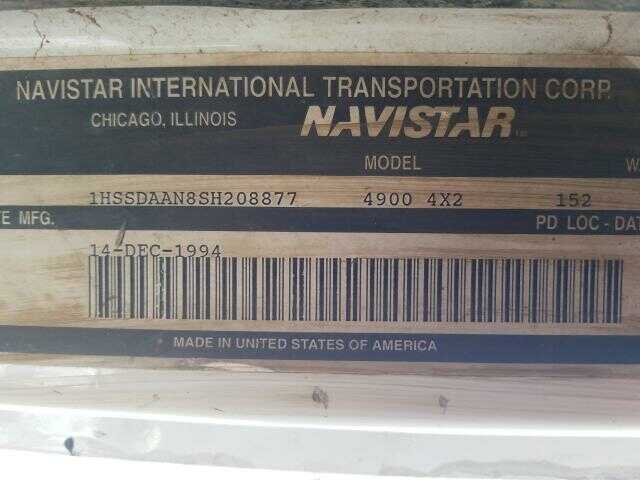 NAVISTAR INTERNATIONAL TRANSPORTATION CORP.
CHICAGO, ILLINOIS NAVISTAR
MODEL W
1HSSDAAN8SH208877 4900 4X2 152
TE MFG. PD LOC - DAT
14-DEC-1994
MADE IN UNITED STATES OF AMERICA